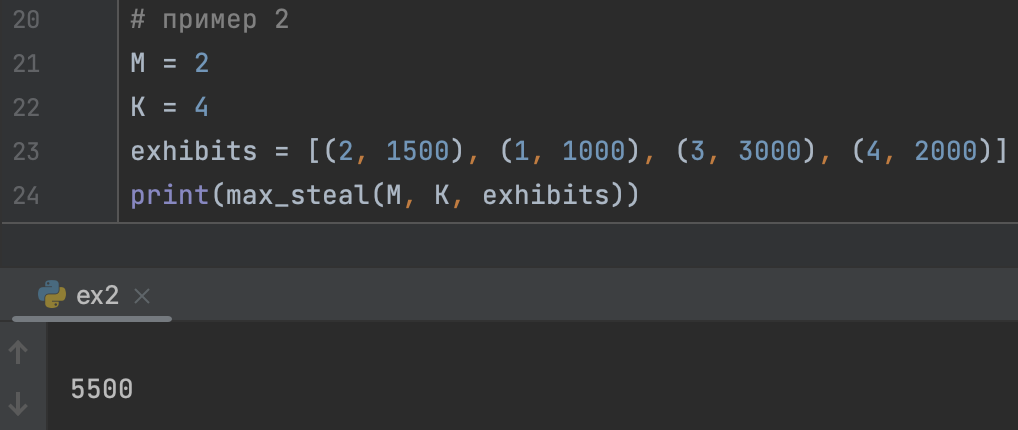 20 # пример 2
21 M = 2
22 K = 4
23 exhibits = [(2, 1500), (1, 1000), (3, 3000), (4, 2000)]
24 print(max_steal(M, K, exhibits))
ex2 ×
5500